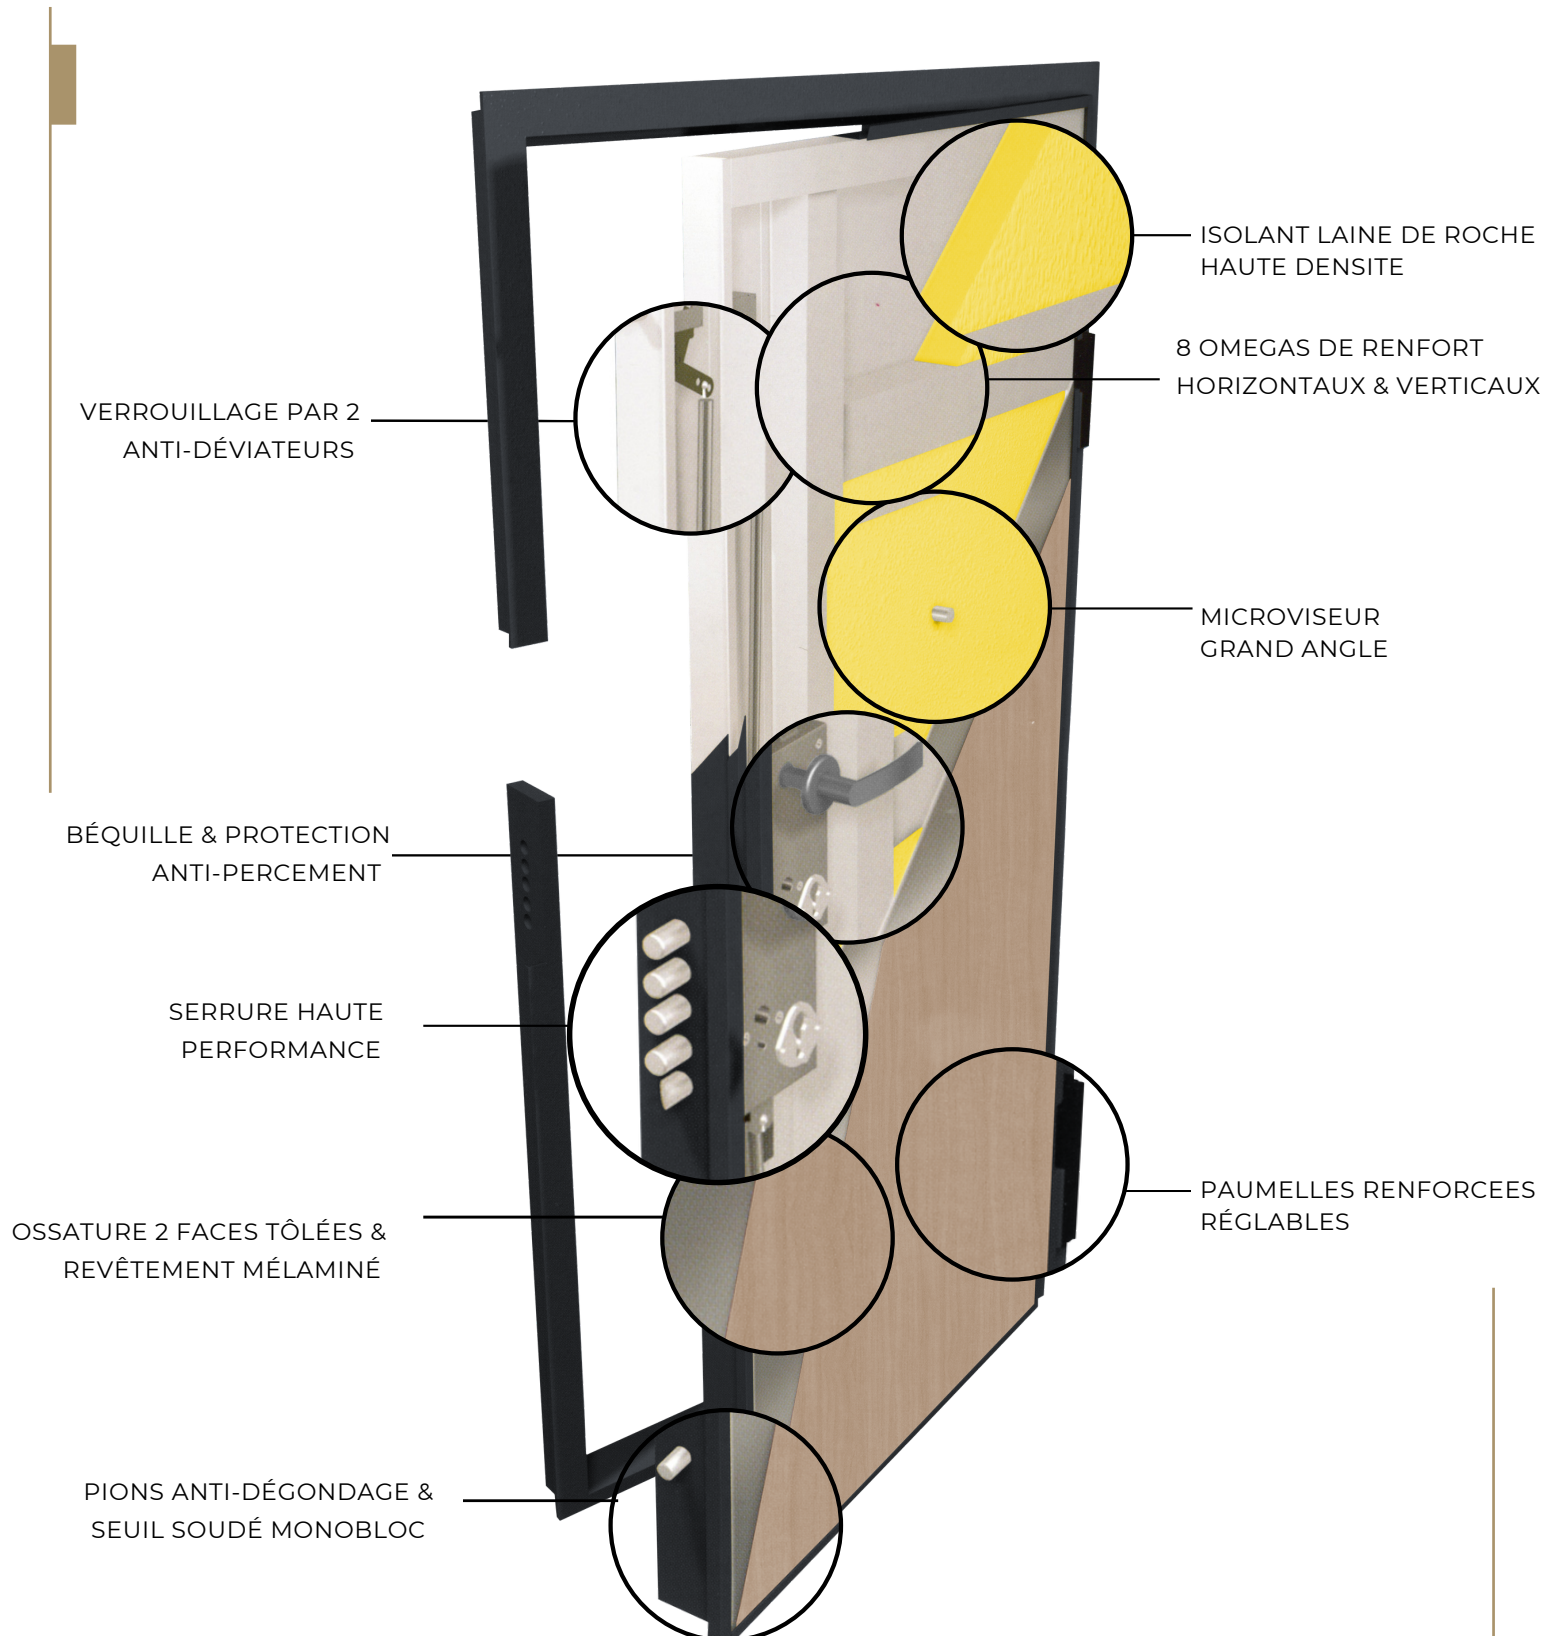 ISOLANT LAINE DE ROCHE
HAUTE DENSITE
8 OMEGAS DE RENFORT
HORIZONTAUX & VERTICAUX
VERROUILLAGE PAR 2
ANTI-DÉVIATEURS
MICROVISEUR
GRAND ANGLE
BÉQUILLE & PROTECTION
ANTI-PERCEMENT
SERRURE HAUTE
PERFORMANCE
PAUMELLES RENFORCEES
RÉGLABLES
OSSATURE 2 FACES TÔLÉES &
REVÊTEMENT MÉLAMINÉ
PIONS ANTI-DÉGONDAGE &
SEUIL SOUDÉ MONOBLOC